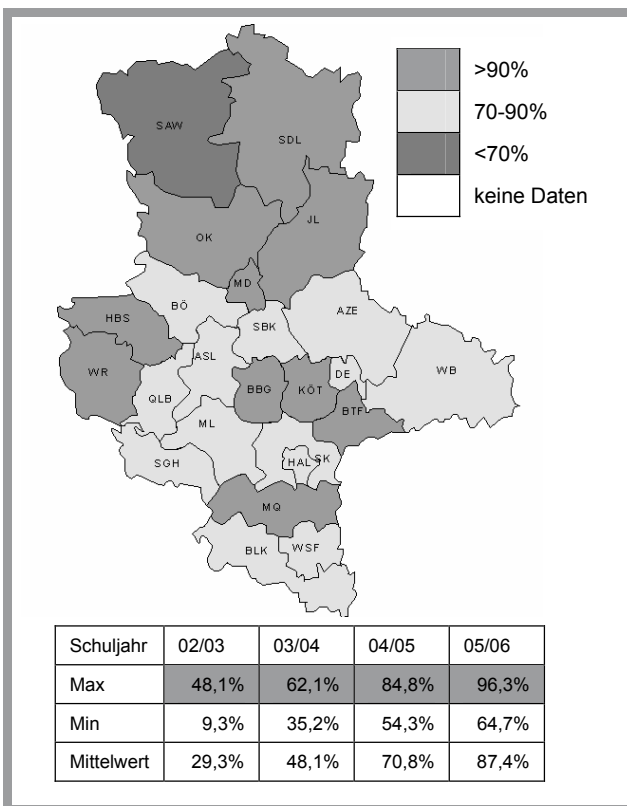 >90%
70-90%
<70%
keine Daten
SAW
SDL
OK
JL
MD
BÖ
HBS
SBK
AZE
ASL
WR
DE
WB
BBG
KÖT
QLB
BTF
ML
SGH
HAL SK
MQ
BLK
WSF
Schuljahr 02/03 03/04 04/05 05/06
Max 48,1% 62,1% 84,8% 96,3%
Min 9,3% 35,2% 54,3% 64,7%
Mittelwert 29,3% 48,1% 70,8% 87,4%